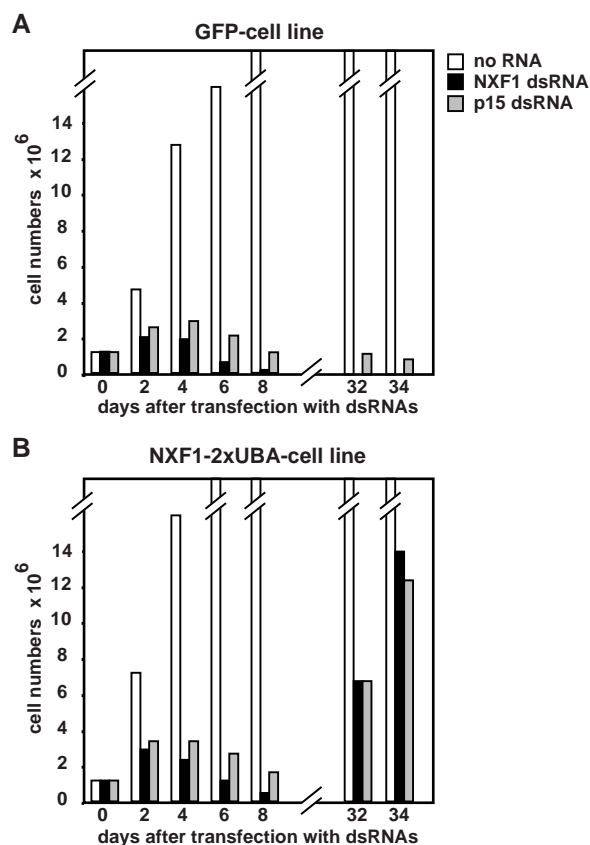 A
GFP-cell line
no RNA
NXF1 dsRNA
p15 dsRNA
cell numbers x 10^6
14
12
10
8
6
4
2
0
0 2 4 6 8 32 34
days after transfection with dsRNAs
B
NXF1-2xUBA-cell line
cell numbers x 10^6
14
12
10
8
6
4
2
0
0 2 4 6 8 32 34
days after transfection with dsRNAs